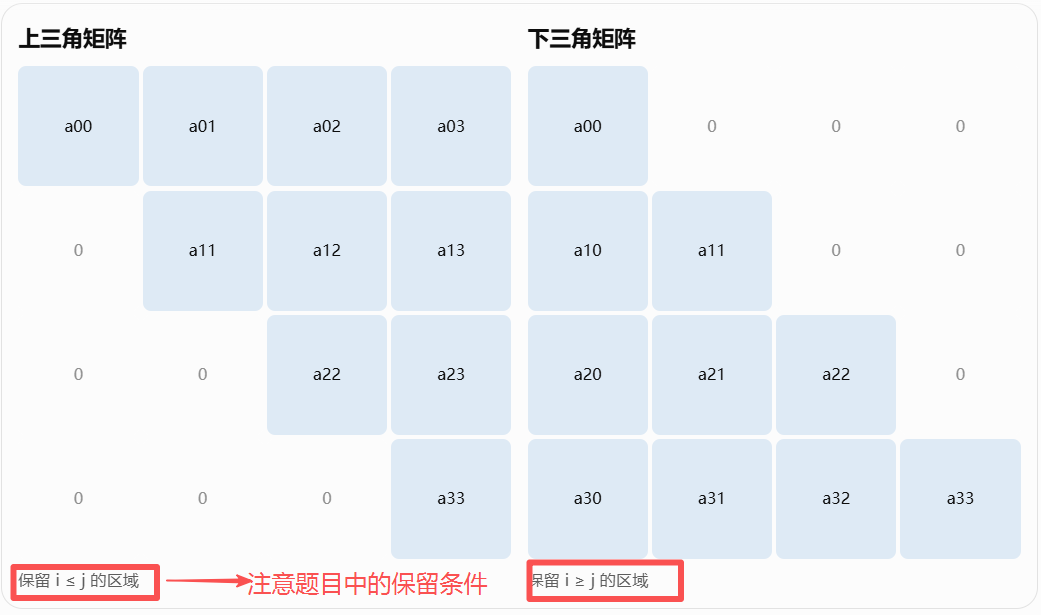 上三角矩阵
a00 a01 a02 a03
0 a11 a12 a13
0 0 a22 a23
0 0 0 a33
保留 i ≤ j 的区域
注意题目中的保留条件
下三角矩阵
a00 0 0 0
a10 a11 0 0
a20 a21 a22 0
a30 a31 a32 a33
保留 i ≥ j 的区域